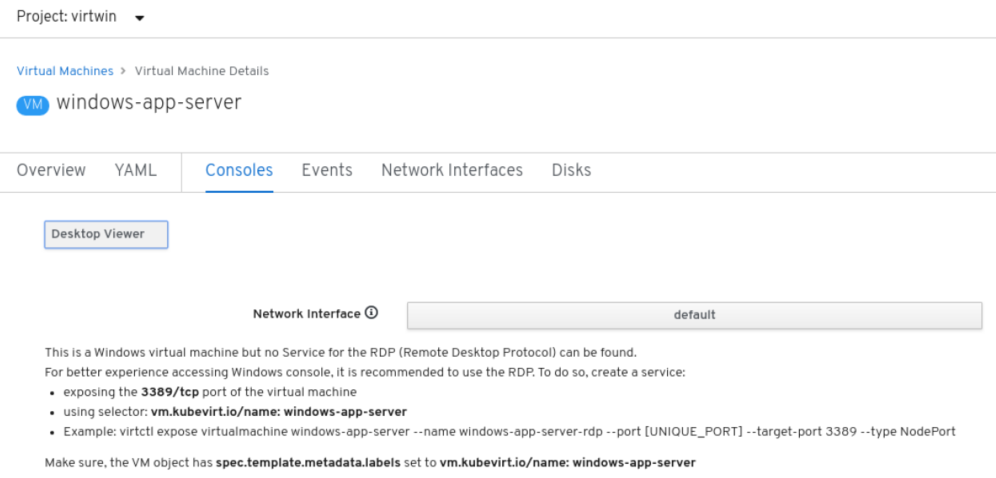 Project: virtwin
Virtual Machines > Virtual Machine Details
VM windows-app-server
Overview YAML Consoles Events Network Interfaces Disks
Desktop Viewer
Network Interface default
This is a Windows virtual machine but no Service for the RDP (Remote Desktop Protocol) can be found.
For better experience accessing Windows console, it is recommended to use the RDP. To do so, create a service:
• exposing the 3389/tcp port of the virtual machine
• using selector: vm.kubevirt.io/name: windows-app-server
• Example: virtctl expose virtualmachine windows-app-server --name windows-app-server-rdp --port [UNIQUE_PORT] --target-port 3389 --type NodePort
Make sure, the VM object has spec.template.metadata.labels set to vm.kubevirt.io/name: windows-app-server